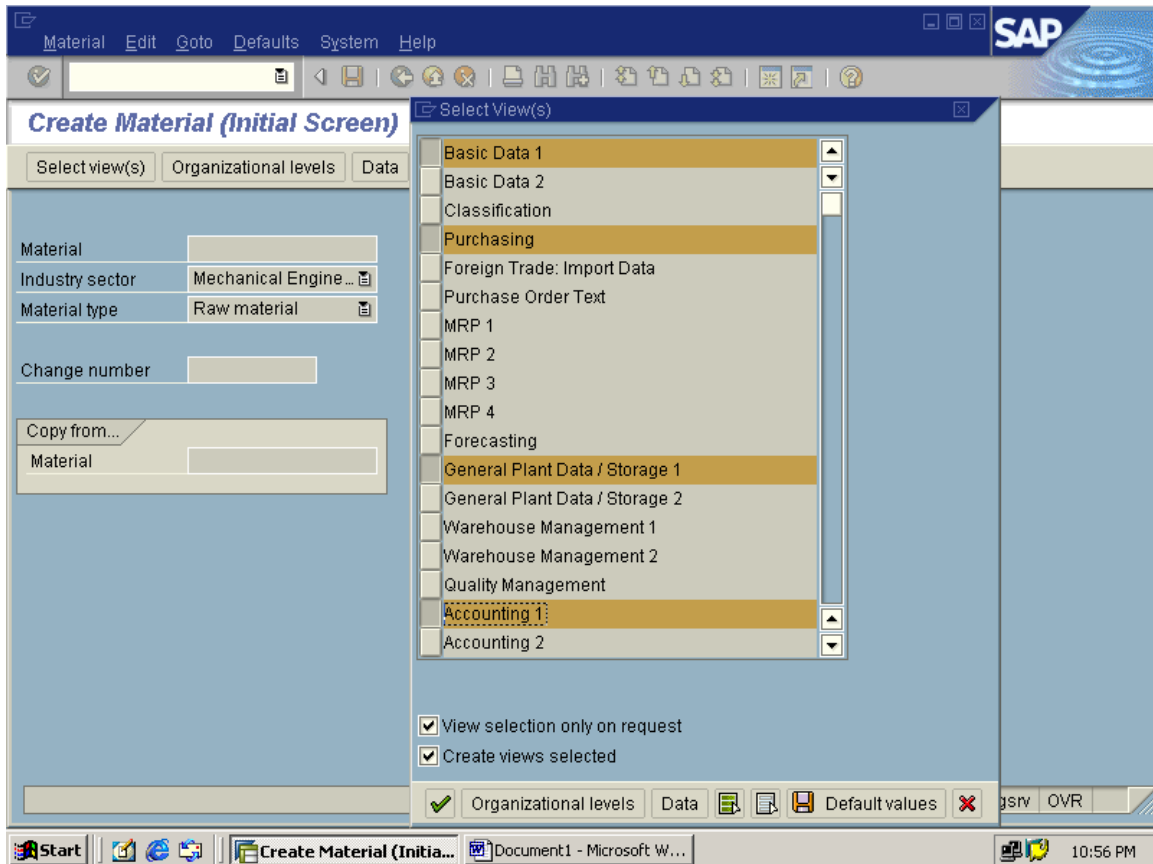 Material Edit Goto Defaults System Help
SAP
Create Material (Initial Screen)
Select view(s) Organizational levels Data
Material
Industry sector Mechanical Engine...
Material type Raw material
Change number
Copy from...
Material
Select View(s)
Basic Data 1
Basic Data 2
Classification
Purchasing
Foreign Trade: Import Data
Purchase Order Text
MRP 1
MRP 2
MRP 3
MRP 4
Forecasting
General Plant Data / Storage 1
General Plant Data / Storage 2
Warehouse Management 1
Warehouse Management 2
Quality Management
Accounting 1
Accounting 2
View selection only on request
Create views selected
Organizational levels Data Default values
gsrv OVR
Start Create Material (Initia... Document1 - Microsoft W... 10:56 PM